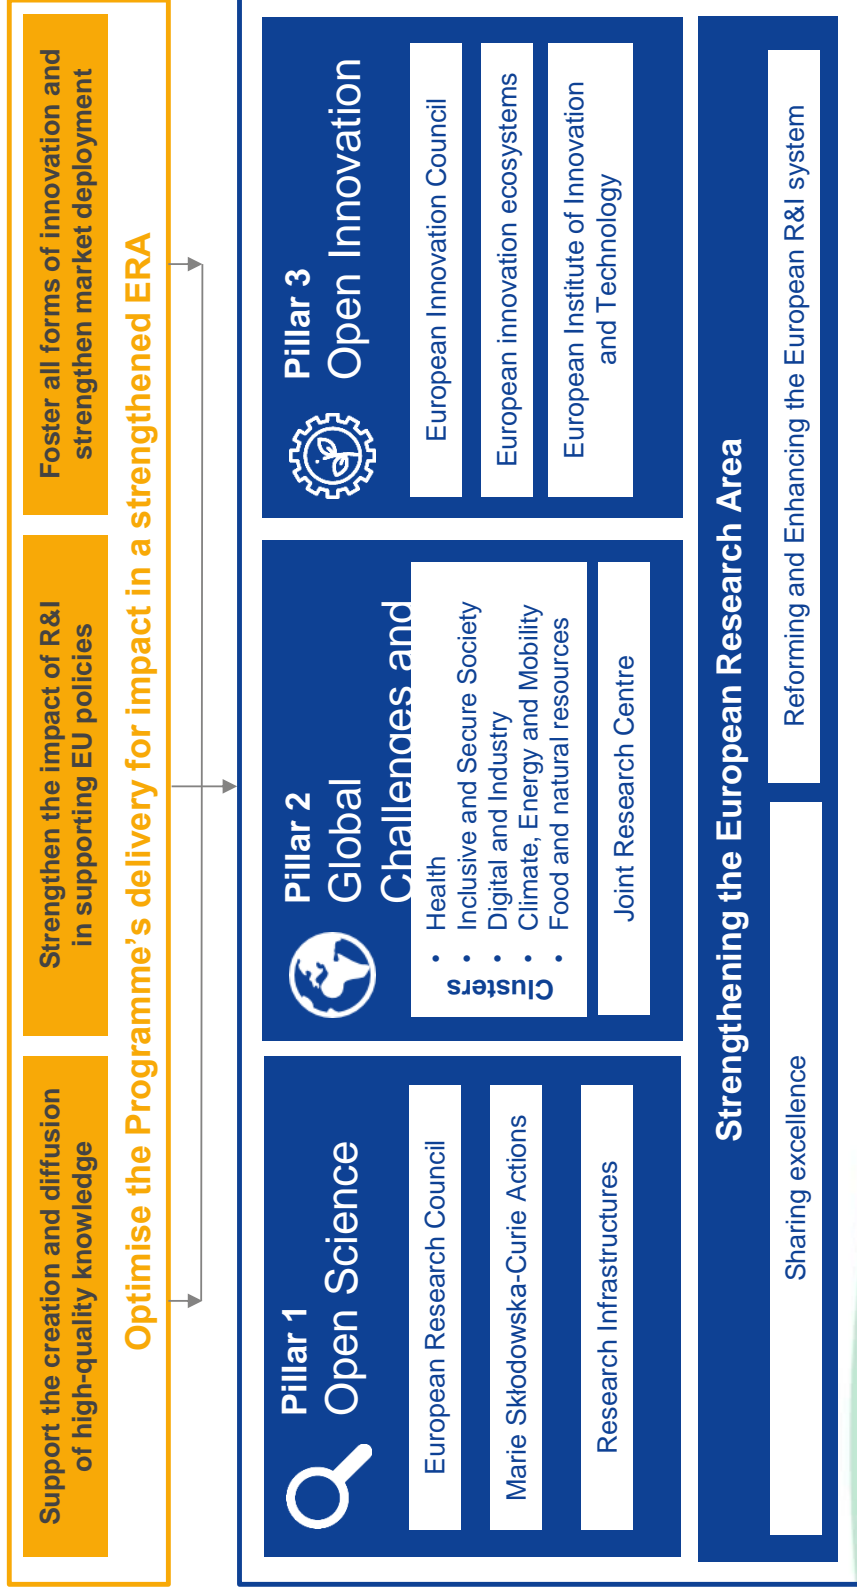 Support the creation and diffusion
of high-quality knowledge
Strengthen the impact of R&I
in supporting EU policies
Foster all forms of innovation and
strengthen market deployment
Optimise the Programme’s delivery for impact in a strengthened ERA
Pillar 1
Open Science
European Research Council
Marie Skłodowska-Curie Actions
Research Infrastructures
Pillar 2
Global
Challenges and
Clusters
• Health
• Inclusive and Secure Society
• Digital and Industry
• Climate, Energy and Mobility
• Food and natural resources
Joint Research Centre
Pillar 3
Open Innovation
European Innovation Council
European innovation ecosystems
European Institute of Innovation
and Technology
Strengthening the European Research Area
Sharing excellence
Reforming and Enhancing the European R&I system